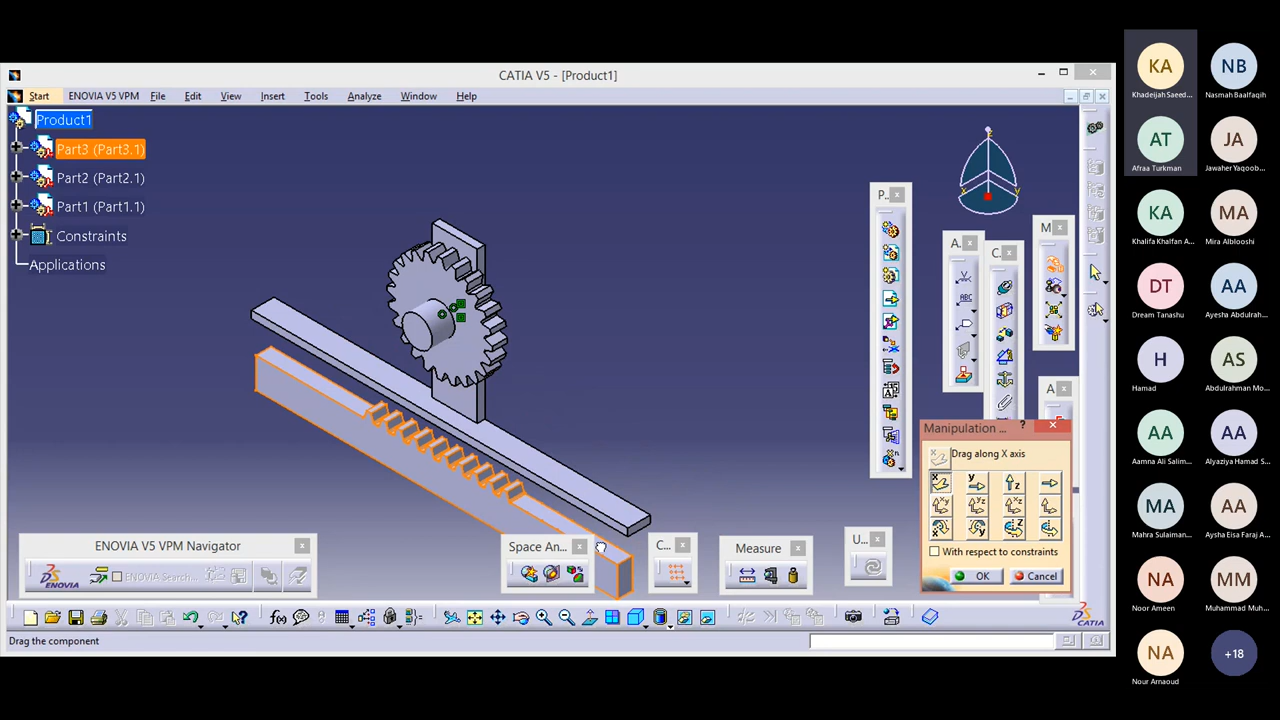 CATIA V5 - [Product1]
Start ENOVIA V5 VPM File Edit View Insert Tools Analyze Window Help
Product1
Part3 (Part3.1)
Part2 (Part2.1)
Part1 (Part1.1)
Constraints
Applications
P..
A.
C..
M
A
Manipulation ... ?
Drag along X axis
With respect to constraints
OK Cancel
ENOVIA V5 VPM Navigator
ENOVIA Searc...
ENOVIA
Space An...
C...
Measure
U...
Drag the component
CATIA
KA
Khadeijah Saeed...
NB
Nasmah Baalfaqih
AT
Afraa Turkman
JA
Jawaher Yaqoob...
KA
Khalifa Khalfan A...
MA
Mira Alblooshi
DT
Dream Tanashu
AA
Ayesha Abdulrah...
H
Hamad
AS
Abdulrahman Mo...
AA
Aamna Ali Salim...
AA
Alyaziya Hamad S...
MA
Mahra Sulaiman...
AA
Aysha Eisa Faraj A...
NA
Noor Ameen
MM
Muhammad Muh...
NA
Nour Arnaoud
+18